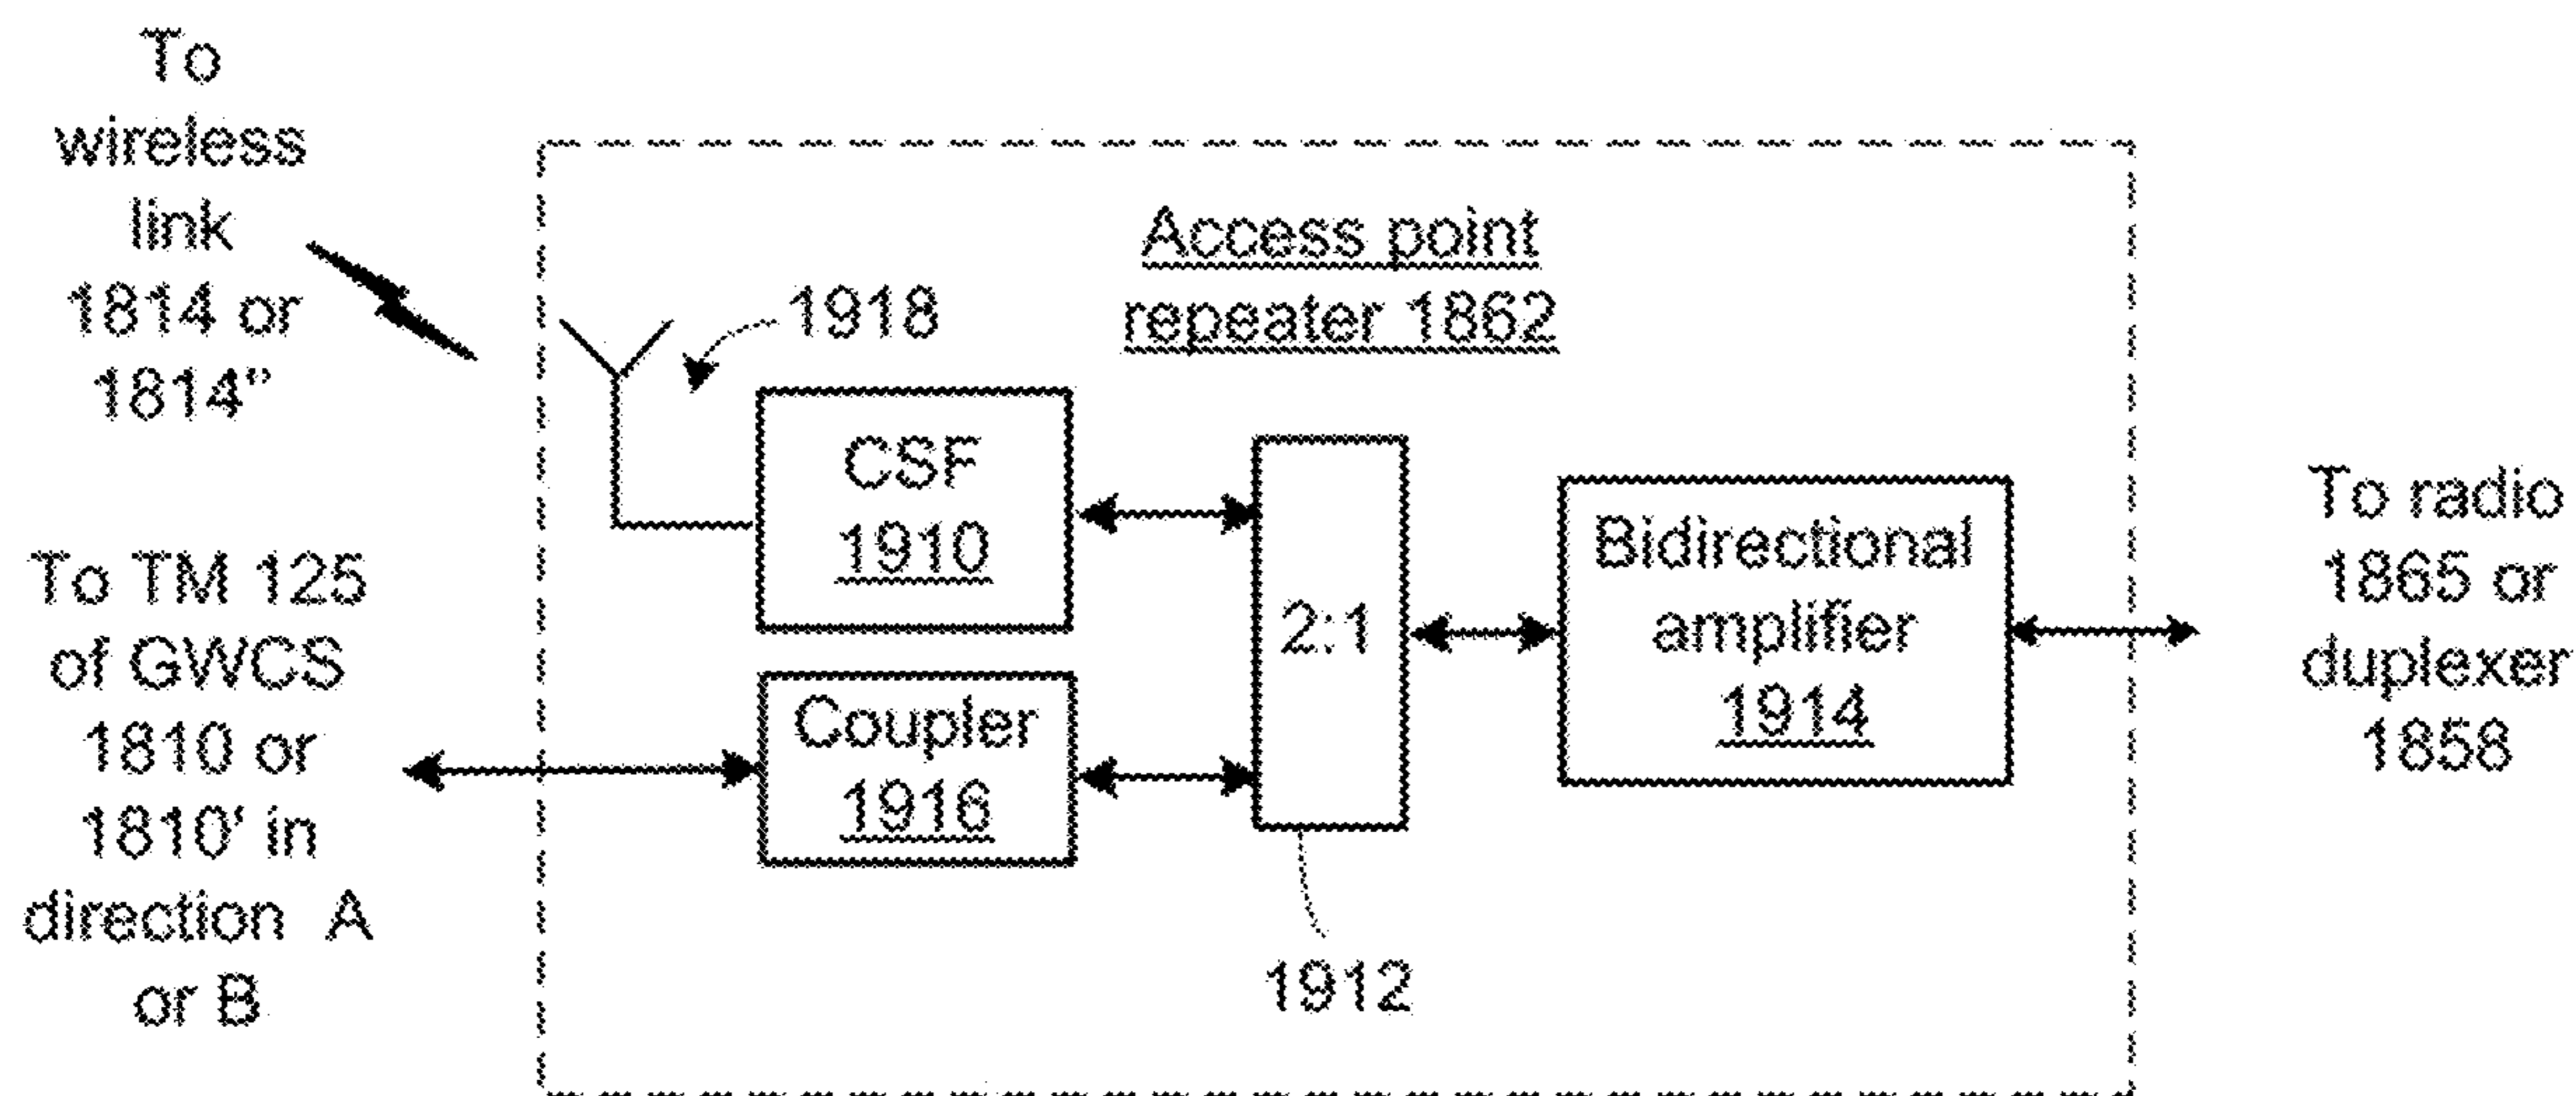 To
wireless
link
1814 or
1814”
To TM 125
of GWCS
1810 or
1810' in
direction A
or B
Access point
repeater 1862
1918
CSF
1910
Coupler
1916
2:1
1912
Bidirectional
amplifier
1914
To radio
1865 or
duplexer
1858